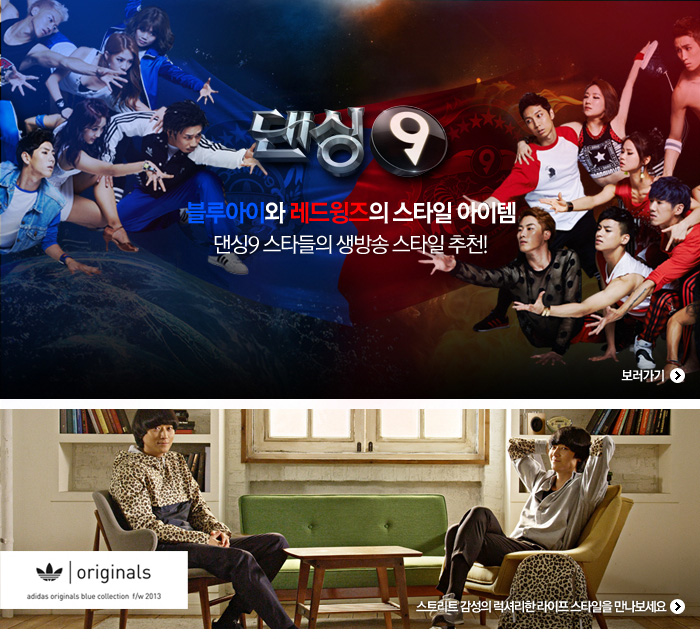 댄싱 9
블루아이와 레드윙즈의 스타일 아이템
댄싱9 스타들의 생방송 스타일 추천!
보러가기
originals
adidas originals blue collection f/w 2013
스트리트 감성의 럭셔리한 라이프 스타일을 만나보세요